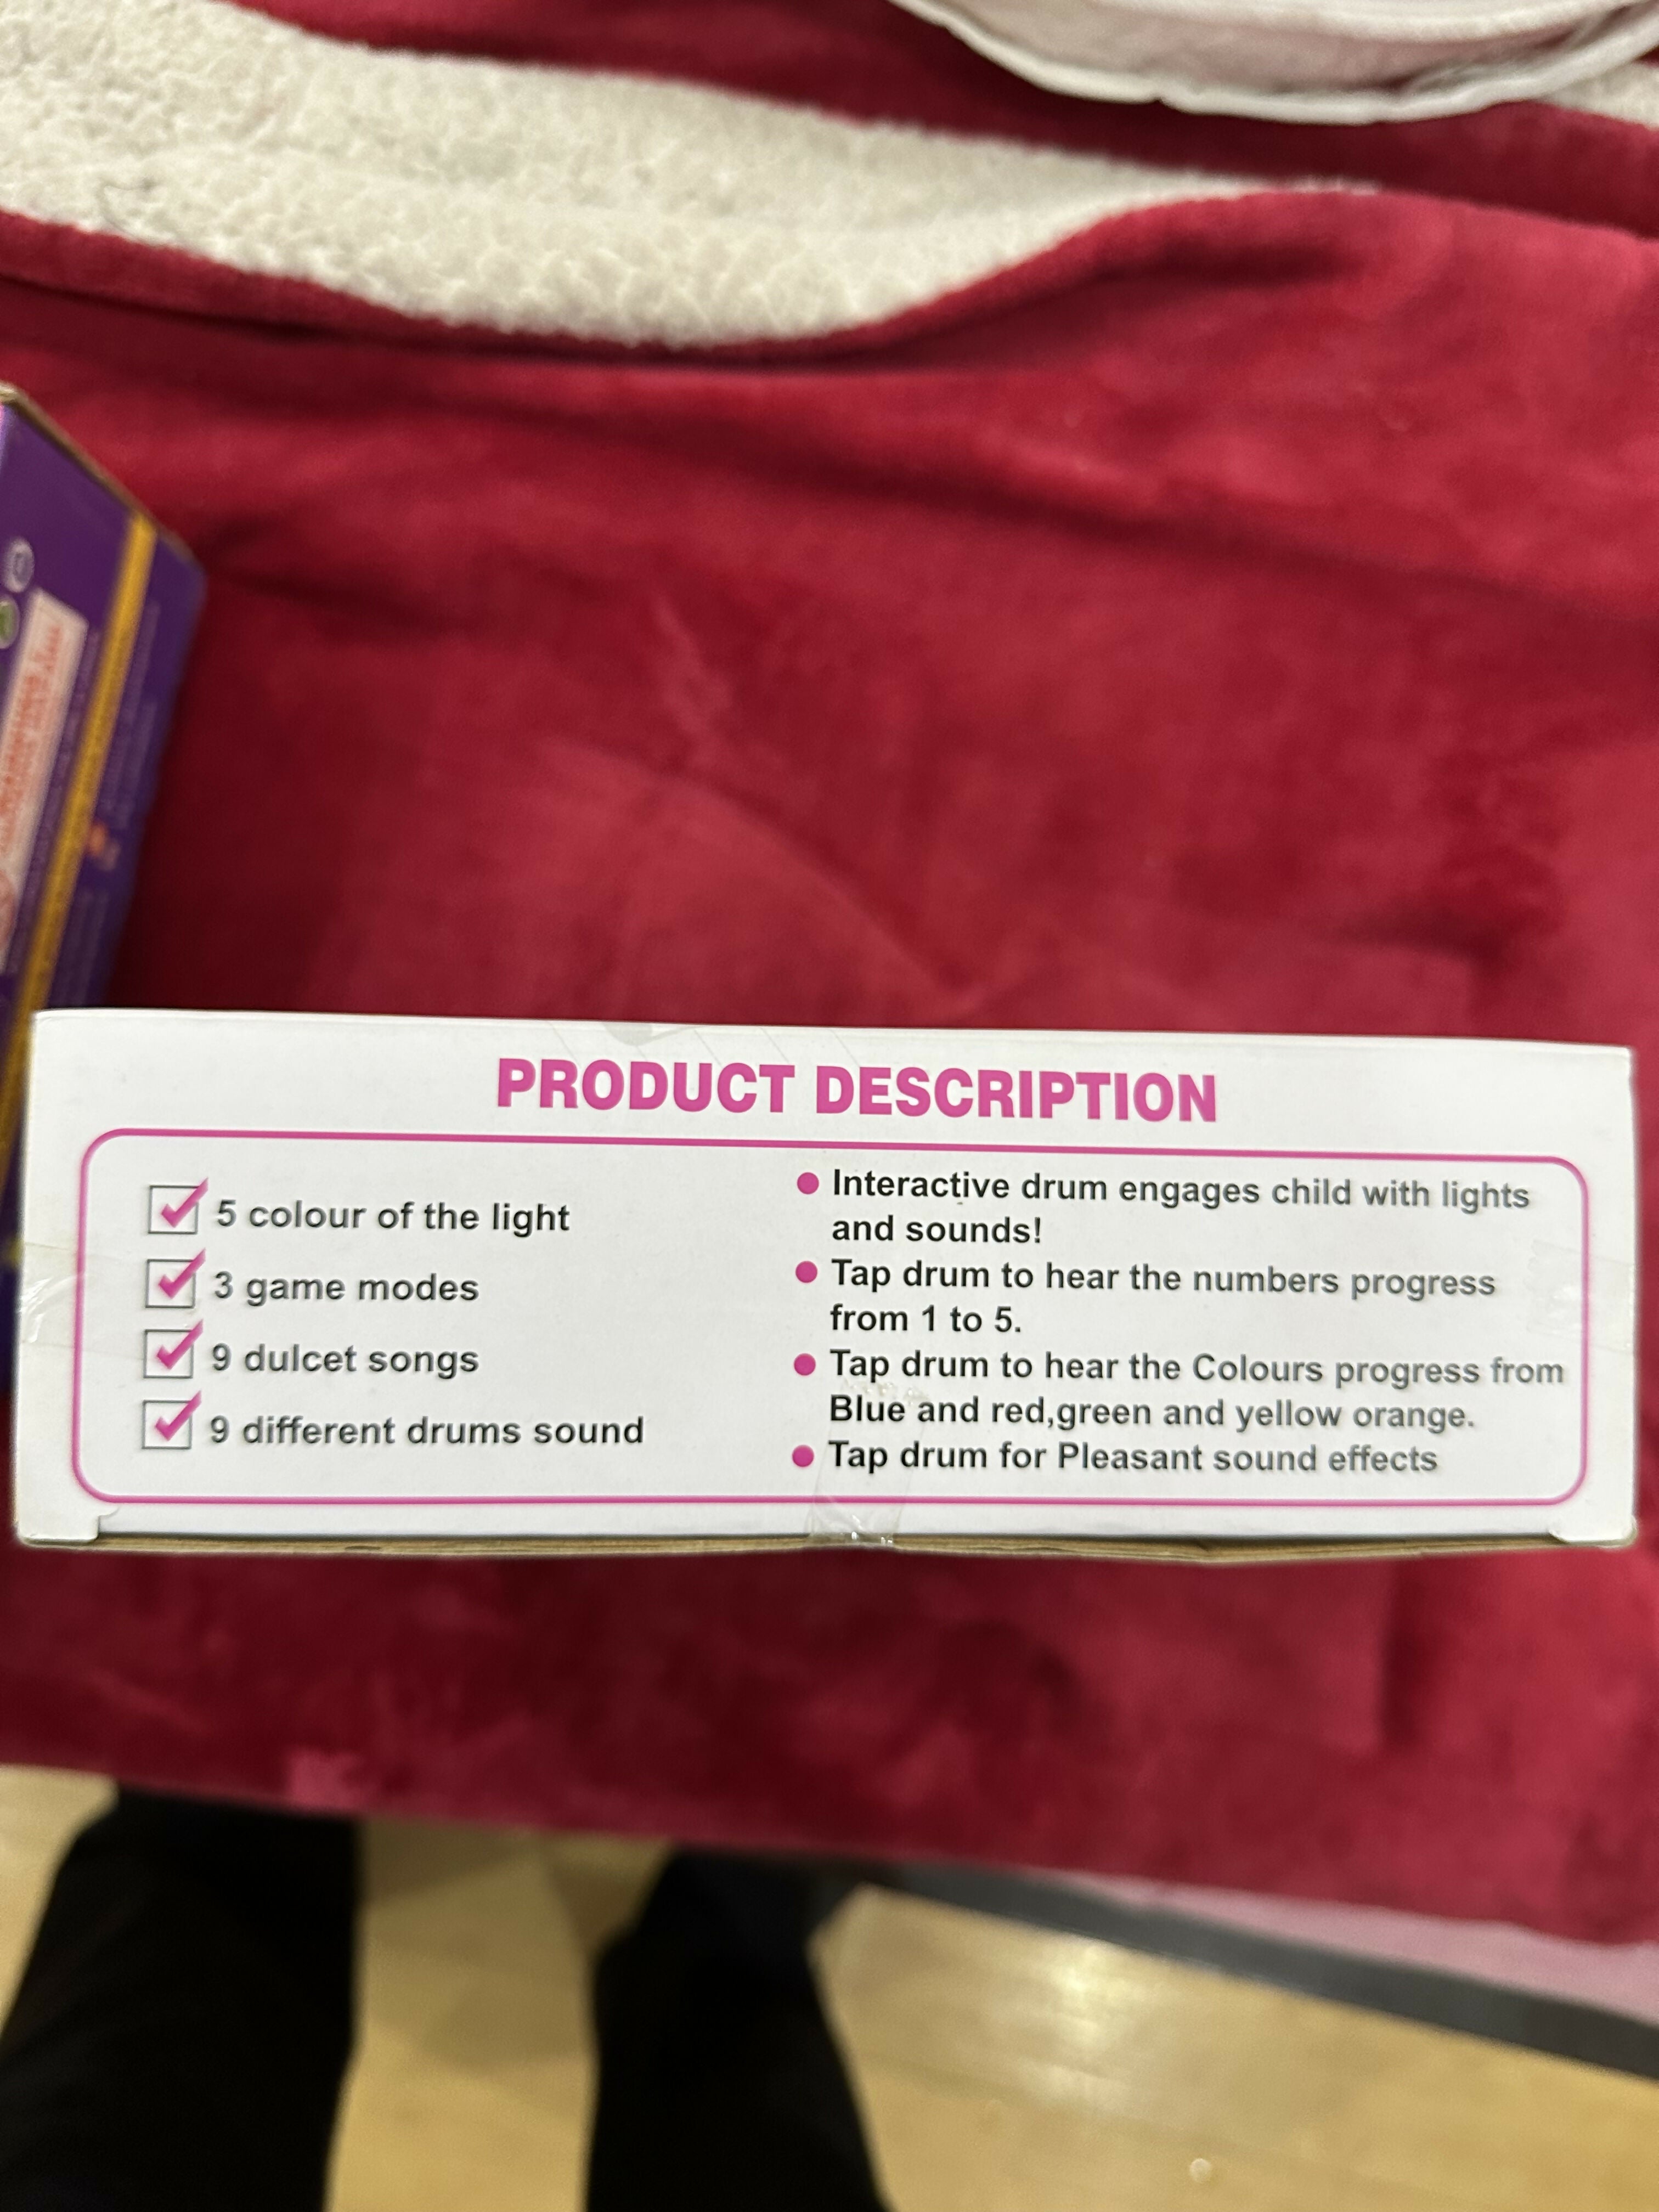 PRODUCT DESCRIPTION
5 colour of the light
3 game modes
9 dulcet songs
9 different drums sound
Interactive drum engages child with lights
and sounds!
Tap drum to hear the numbers progress
from 1 to 5.
Tap drum to hear the Colours progress from
Blue and red,green and yellow orange.
Tap drum for Pleasant sound effects